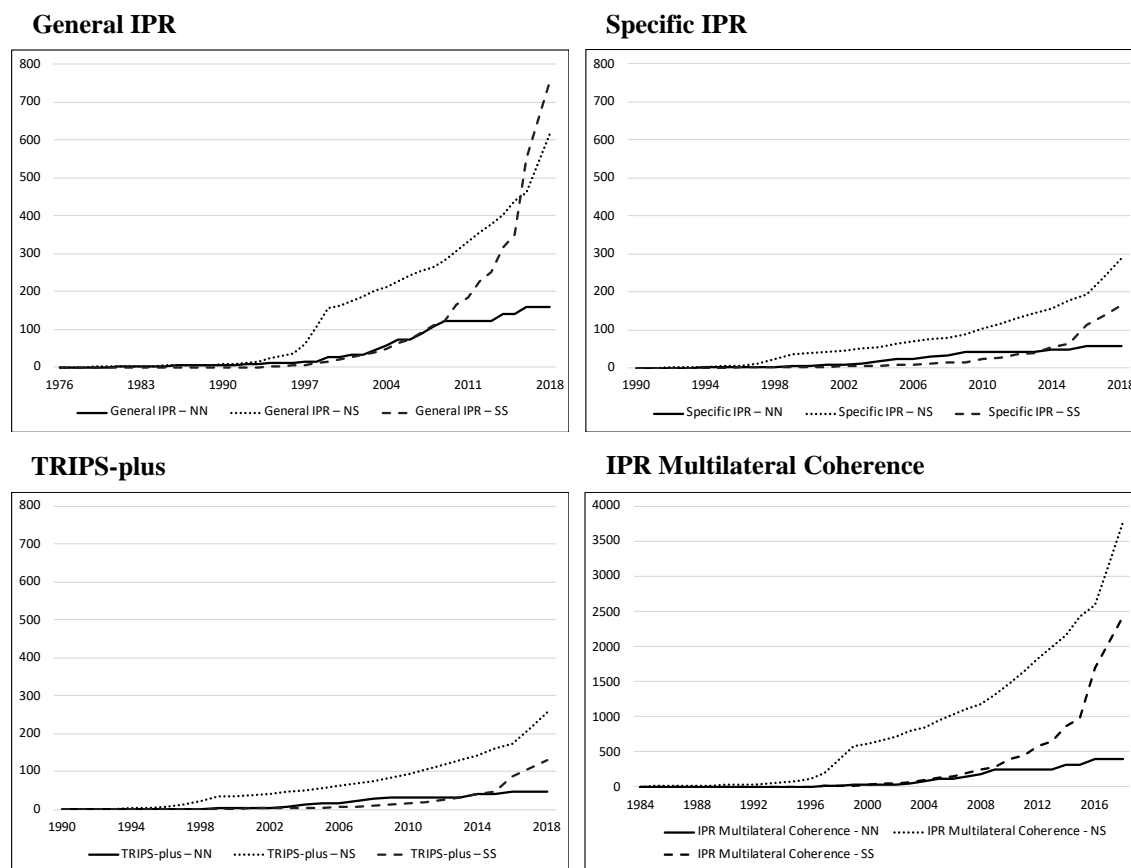 General IPR
800
700
600
500
400
300
200
100
0
1976 1983 1990 1997 2004 2011 2018
General IPR – NN General IPR – NS General IPR – SS
Specific IPR
800
700
600
500
400
300
200
100
0
1990 1994 1998 2002 2006 2010 2014 2018
Specific IPR – NN Specific IPR – NS Specific IPR – SS
TRIPS-plus
800
700
600
500
400
300
200
100
0
1990 1994 1998 2002 2006 2010 2014 2018
TRIPS-plus – NN TRIPS-plus – NS TRIPS-plus – SS
IPR Multilateral Coherence
4000
3500
3000
2500
2000
1500
1000
500
0
1984 1988 1992 1996 2000 2004 2008 2012 2016
IPR Multilateral Coherence - NN IPR Multilateral Coherence - NS
IPR Multilateral Coherence - SS